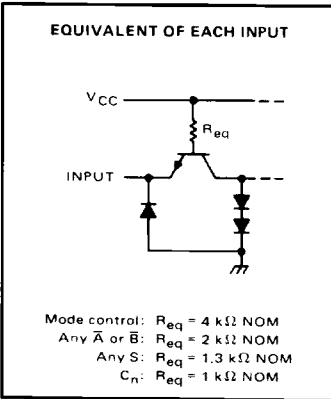 EQUIVALENT OF EACH INPUT
VCC
Req
INPUT
Mode control: Req = 4 kΩ NOM
Any A̅ or B̅: Req = 2 kΩ NOM
Any S: Req = 1.3 kΩ NOM
Cn: Req = 1 kΩ NOM